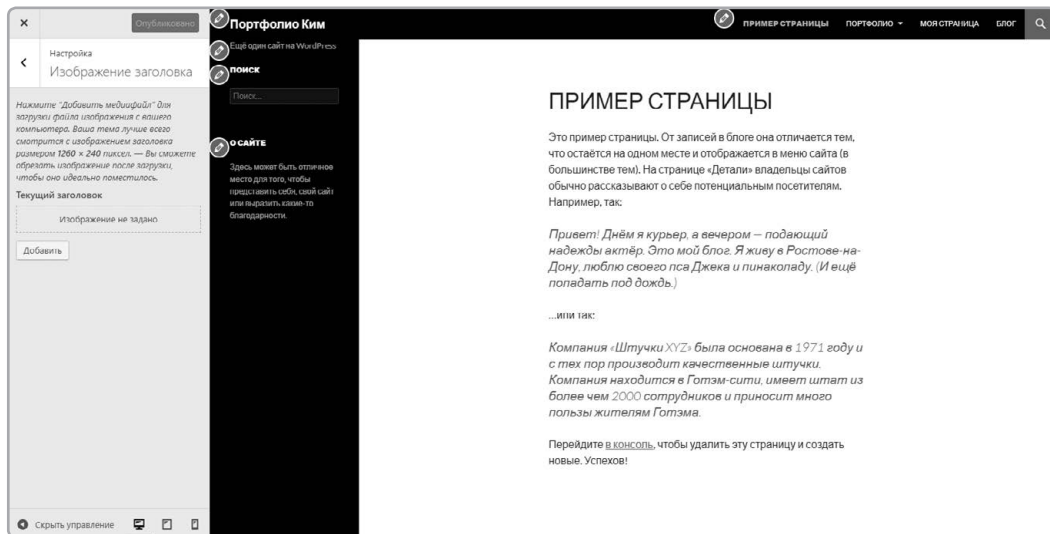 Опубликовано
Настройка
Изображение заголовка
Нажмите "Добавить медиафайл" для
загрузки файла изображения с вашего
компьютера. Ваша тема лучше всего
смотрится с изображением заголовка
размером 1260 × 240 пиксел. — Вы сможете
обрезать изображение после загрузки,
чтобы оно идеально поместилось.
Текущий заголовок
Изображение не задано
Добавить
Скрыть управление
Портфолио Ким
Ещё один сайт на WordPress
ПОИСК
Поиск...
О САЙТЕ
Здесь может быть отличное
место для того, чтобы
представить себя, свой сайт
или выразить какие-то
благодарности.
ПРИМЕР СТРАНИЦЫ ПОРТФОЛИО МОЯ СТРАНИЦА БЛОГ
ПРИМЕР СТРАНИЦЫ
Это пример страницы. От записей в блоге она отличается тем,
что остаётся на одном месте и отображается в меню сайта (в
большинстве тем). На странице «Детали» владельцы сайтов
обычно рассказывают о себе потенциальным посетителям.
Например, так:
Привет! Днём я курьер, а вечером — подающий
надежды актёр. Это мой блог. Я живу в Ростове-на-
Дону, люблю своего пса Джека и пинаколаду. (И ещё
попадать под дождь.)
...или так:
Компания «Штучки XYZ» была основана в 1971 году и
с тех пор производит качественные штучки.
Компания находится в Готэм-сити, имеет штат из
более чем 2000 сотрудников и приносит много
пользы жителям Готэма.
Перейдите в консоль, чтобы удалить эту страницу и создать
новые. Успехов!